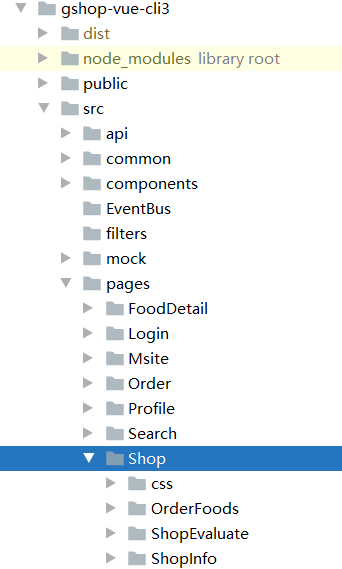 gshop-vue-cli3
dist
node_modules library root
public
src
api
common
components
EventBus
filters
mock
pages
FoodDetail
Login
Msite
Order
Profile
Search
Shop
css
OrderFoods
ShopEvaluate
ShopInfo